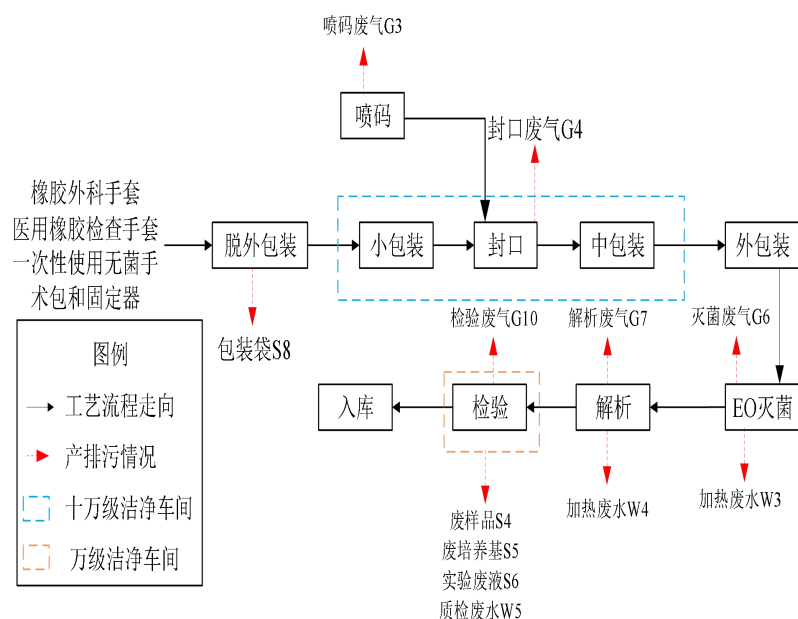 喷码废气G3
喷码
封口废气G4
橡胶外科手套
医用橡胶检查手套
一次性使用无菌手
术包和固定器
脱外包装
小包装
封口
中包装
外包装
包装袋S8
检验废气G10
解析废气G7
灭菌废气G6
入库
检验
解析
EO灭菌
加热废水W4
加热废水W3
废样品S4
废培养基S5
实验废液S6
质检废水W5
图例
工艺流程走向
产排污情况
十万级洁净车间
万级洁净车间